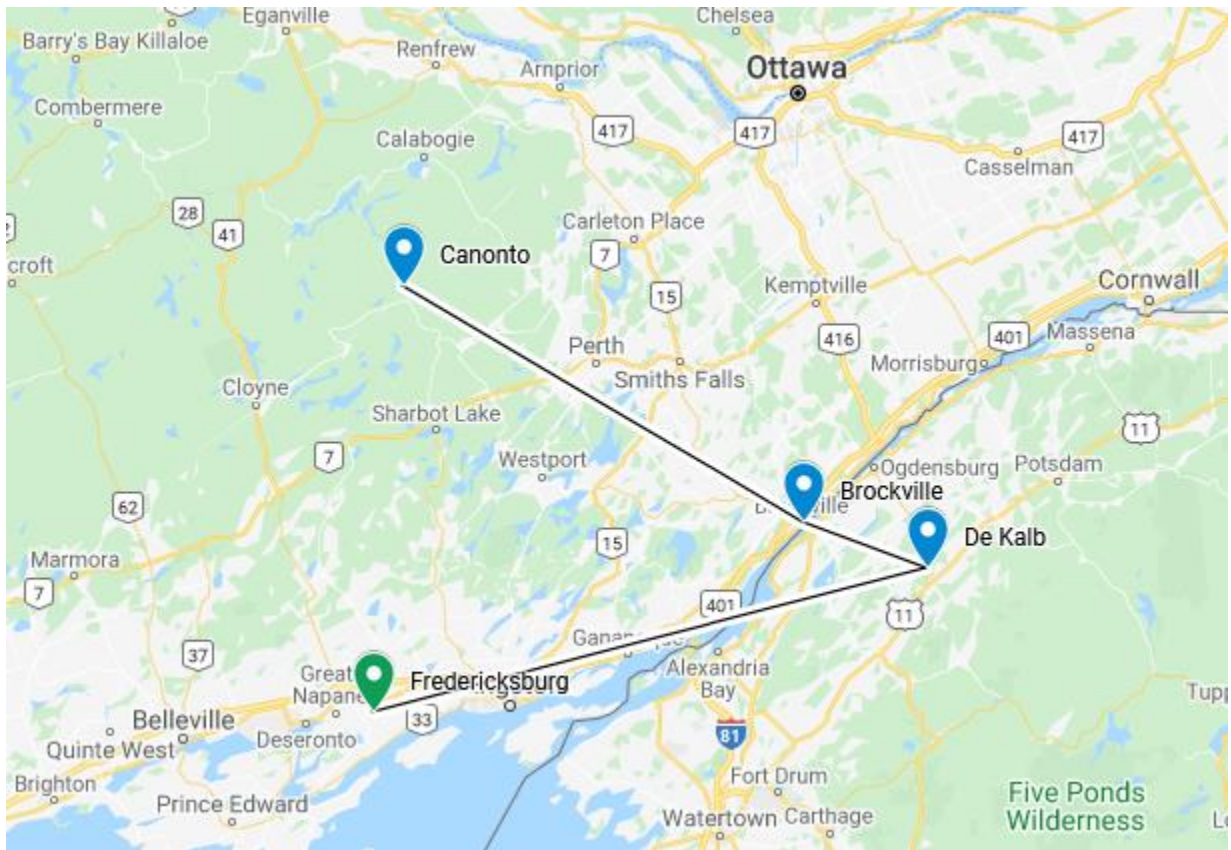 Eganville
Chelsea
Barry's Bay Killaloe
Renfrew
Arnprior
Ottawa
Combermere
417
417
417
Calabogie
Casselman
28
41
Carleton Place
7
croft
Canonto
15
Kemptville
Cornwall
416
401
Massena
Perth
Morrisburg
Smiths Falls
Cloyne
Sharbot Lake
11
7
Westport
Ogdensburg
Potsdam
62
Brockville
De Kalb
15
Marmora
7
401
11
37
Alexandria
Bay
Great
Fredericksburg
33
Belleville
Deseronto
Quinte West
81
Brighton
Prince Edward
Fort Drum
Five Ponds
Wilderness
Watertown
Carthage